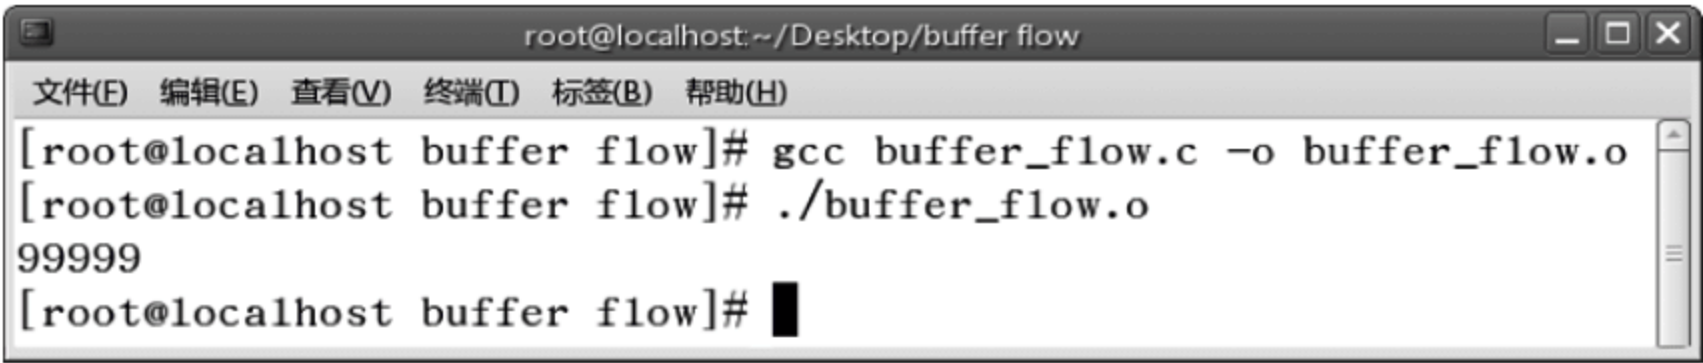 root@localhost:~/Desktop/buffer flow
文件(F) 编辑(E) 查看(V) 终端(T) 标签(B) 帮助(H)
[root@localhost buffer flow]# gcc buffer_flow.c -o buffer_flow.o
[root@localhost buffer flow]# ./buffer_flow.o
99999
[root@localhost buffer flow]#